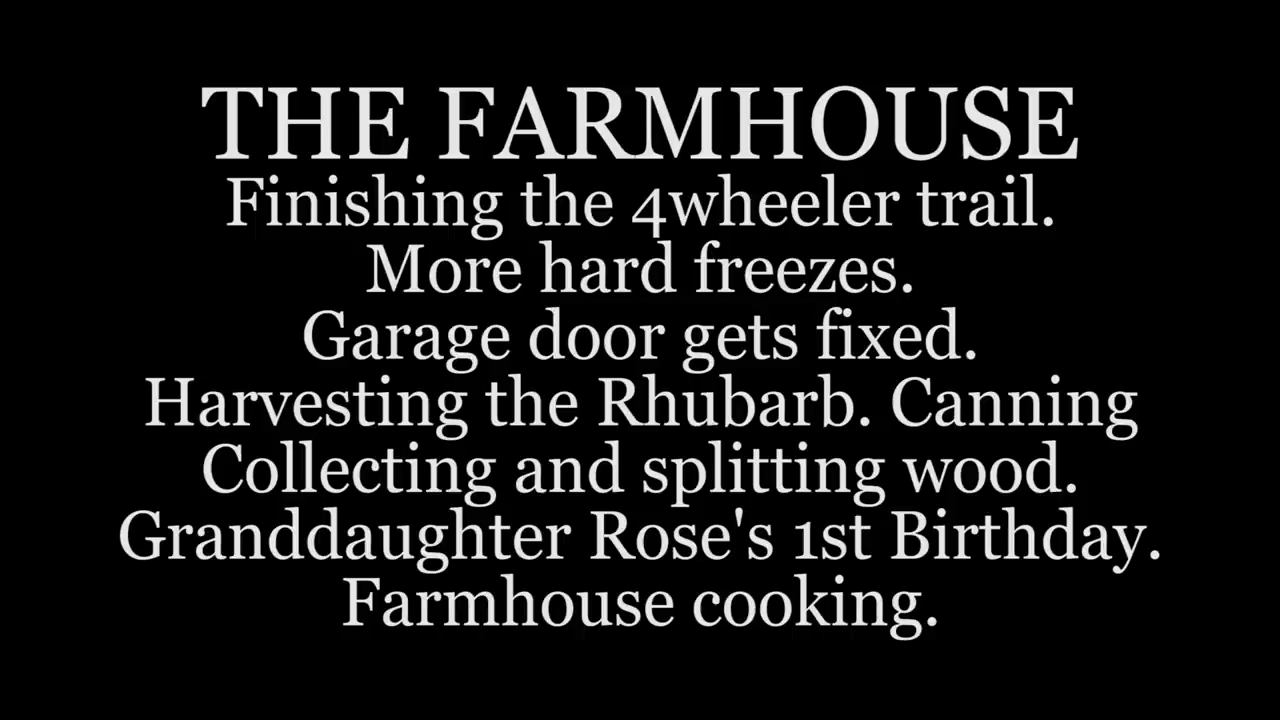 THE FARMHOUSE
Finishing the 4wheeler trail.
More hard freezes.
Garage door gets fixed.
Harvesting the Rhubarb. Canning
Collecting and splitting wood.
Granddaughter Rose's 1st Birthday.
Farmhouse cooking.